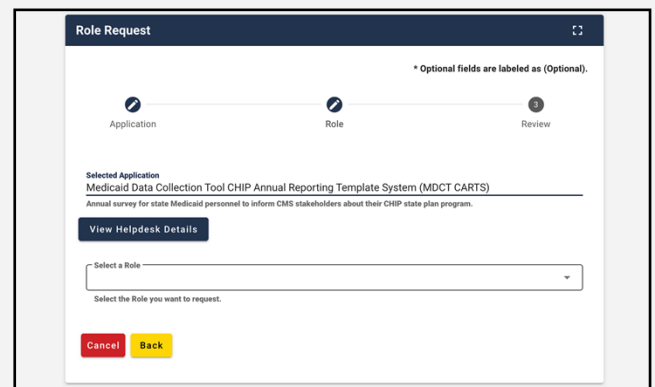 Role Request
* Optional fields are labeled as (Optional).
3
Application
Role
Review
Selected Application
Medicaid Data Collection Tool CHIP Annual Reporting Template System (MDCT CARTS)
Annual survey for state Medicaid personnel to inform CMS stakeholders about their CHIP state plan program.
View Helpdesk Details
Select a Role
Select the Role you want to request.
Cancel
Back